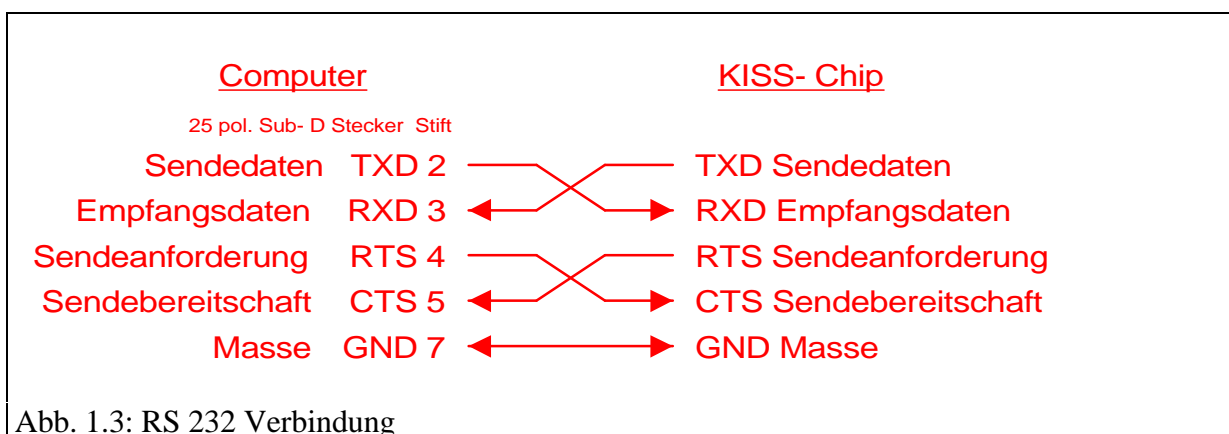 Computer KISS- Chip
25 pol. Sub- D Stecker Stift
Sendedaten TXD 2 TXD Sendedaten
Empfangsdaten RXD 3 RXD Empfangsdaten
Sendeanforderung RTS 4 RTS Sendeanforderung
Sendebereitschaft CTS 5 CTS Sendebereitschaft
Masse GND 7 GND Masse
Abb. 1.3: RS 232 Verbindung